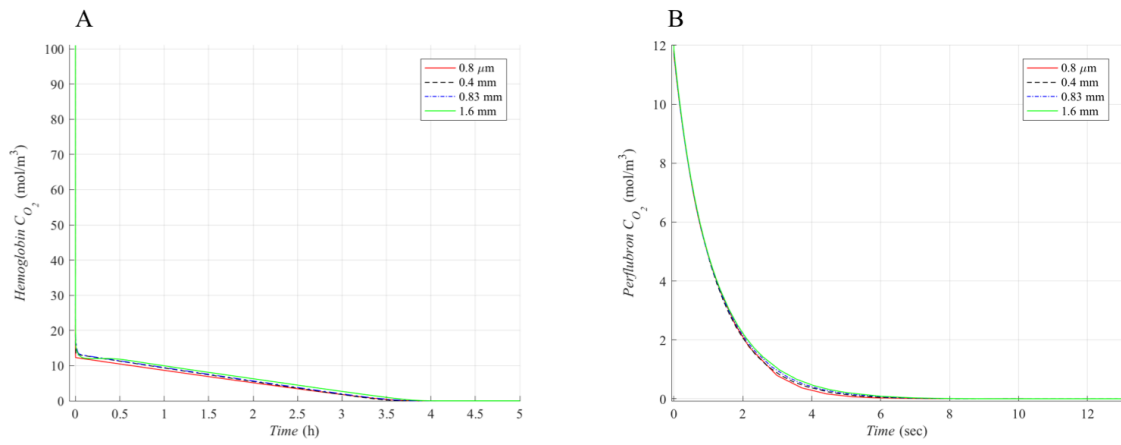 A
Hemoglobin C_O2 (mol/m³)
100
90
80
70
60
50
40
30
20
10
0
0.8 μm
0.4 mm
0.83 mm
1.6 mm
0 0.5 1 1.5 2 2.5 3 3.5 4 4.5 5
Time (h)
B
Perflubron C_O2 (mol/m³)
12
10
8
6
4
2
0
0.8 μm
0.4 mm
0.83 mm
1.6 mm
0 2 4 6 8 10 12
Time (sec)